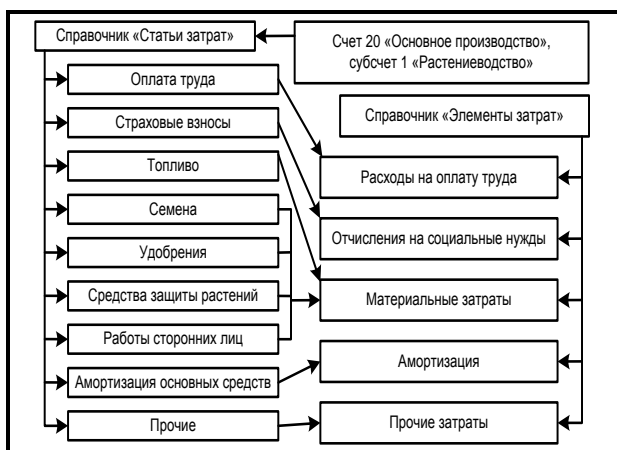 Справочник «Статьи затрат»
Счет 20 «Основное производство»,
субсчет 1 «Растениеводство»
Оплата труда
Страховые взносы
Справочник «Элементы затрат»
Топливо
Расходы на оплату труда
Семена
Отчисления на социальные нужды
Удобрения
Средства защиты растений
Материальные затраты
Работы сторонних лиц
Амортизация
Амортизация основных средств
Прочие
Прочие затраты